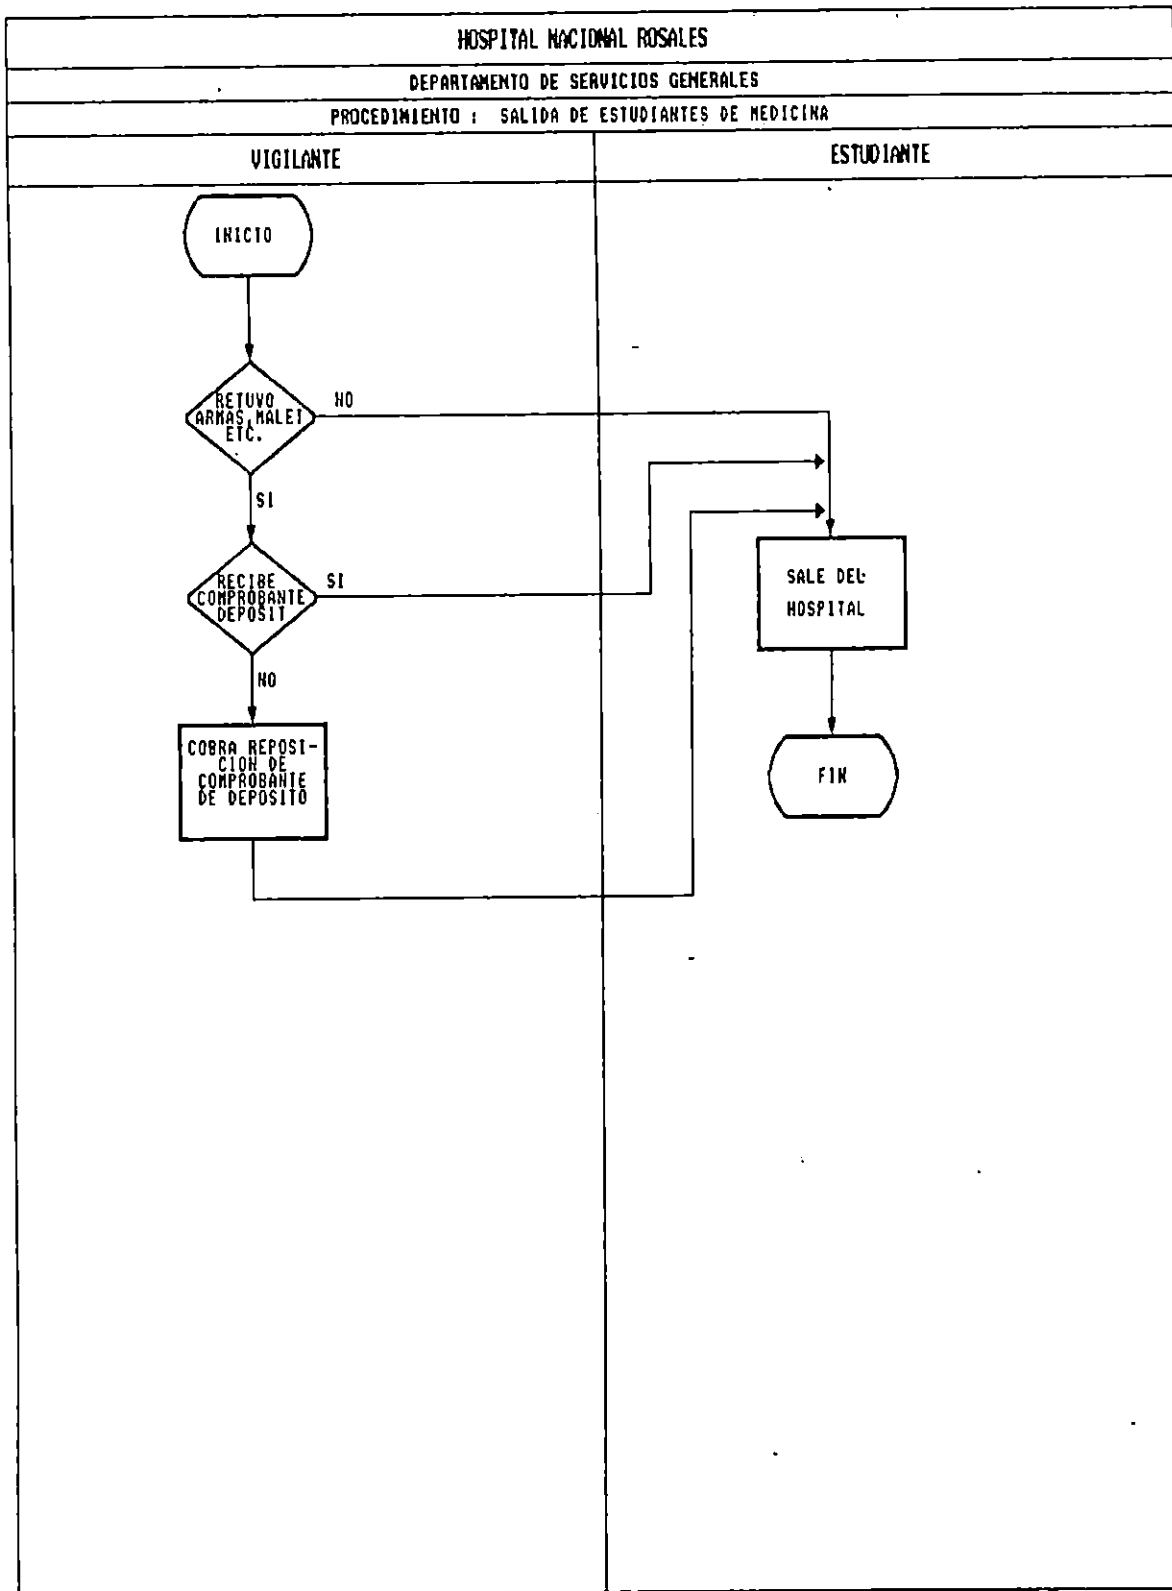 HOSPITAL NACIONAL ROSALES
DEPARTAMENTO DE SERVICIOS GENERALES
PROCEDIMIENTO : SALIDA DE ESTUDIANTES DE MEDICINA
VIGILANTE
ESTUDIANTE
INICIO
RETUVO
ARMAS,MALET
ETC.
NO
SI
RECIBE
COMPROBANTE
DEPOSIT
SI
SALE DEL
HOSPITAL
NO
COBRA REPOSI-
CION DE
COMPROBANTE
DE DEPOSITO
FIN